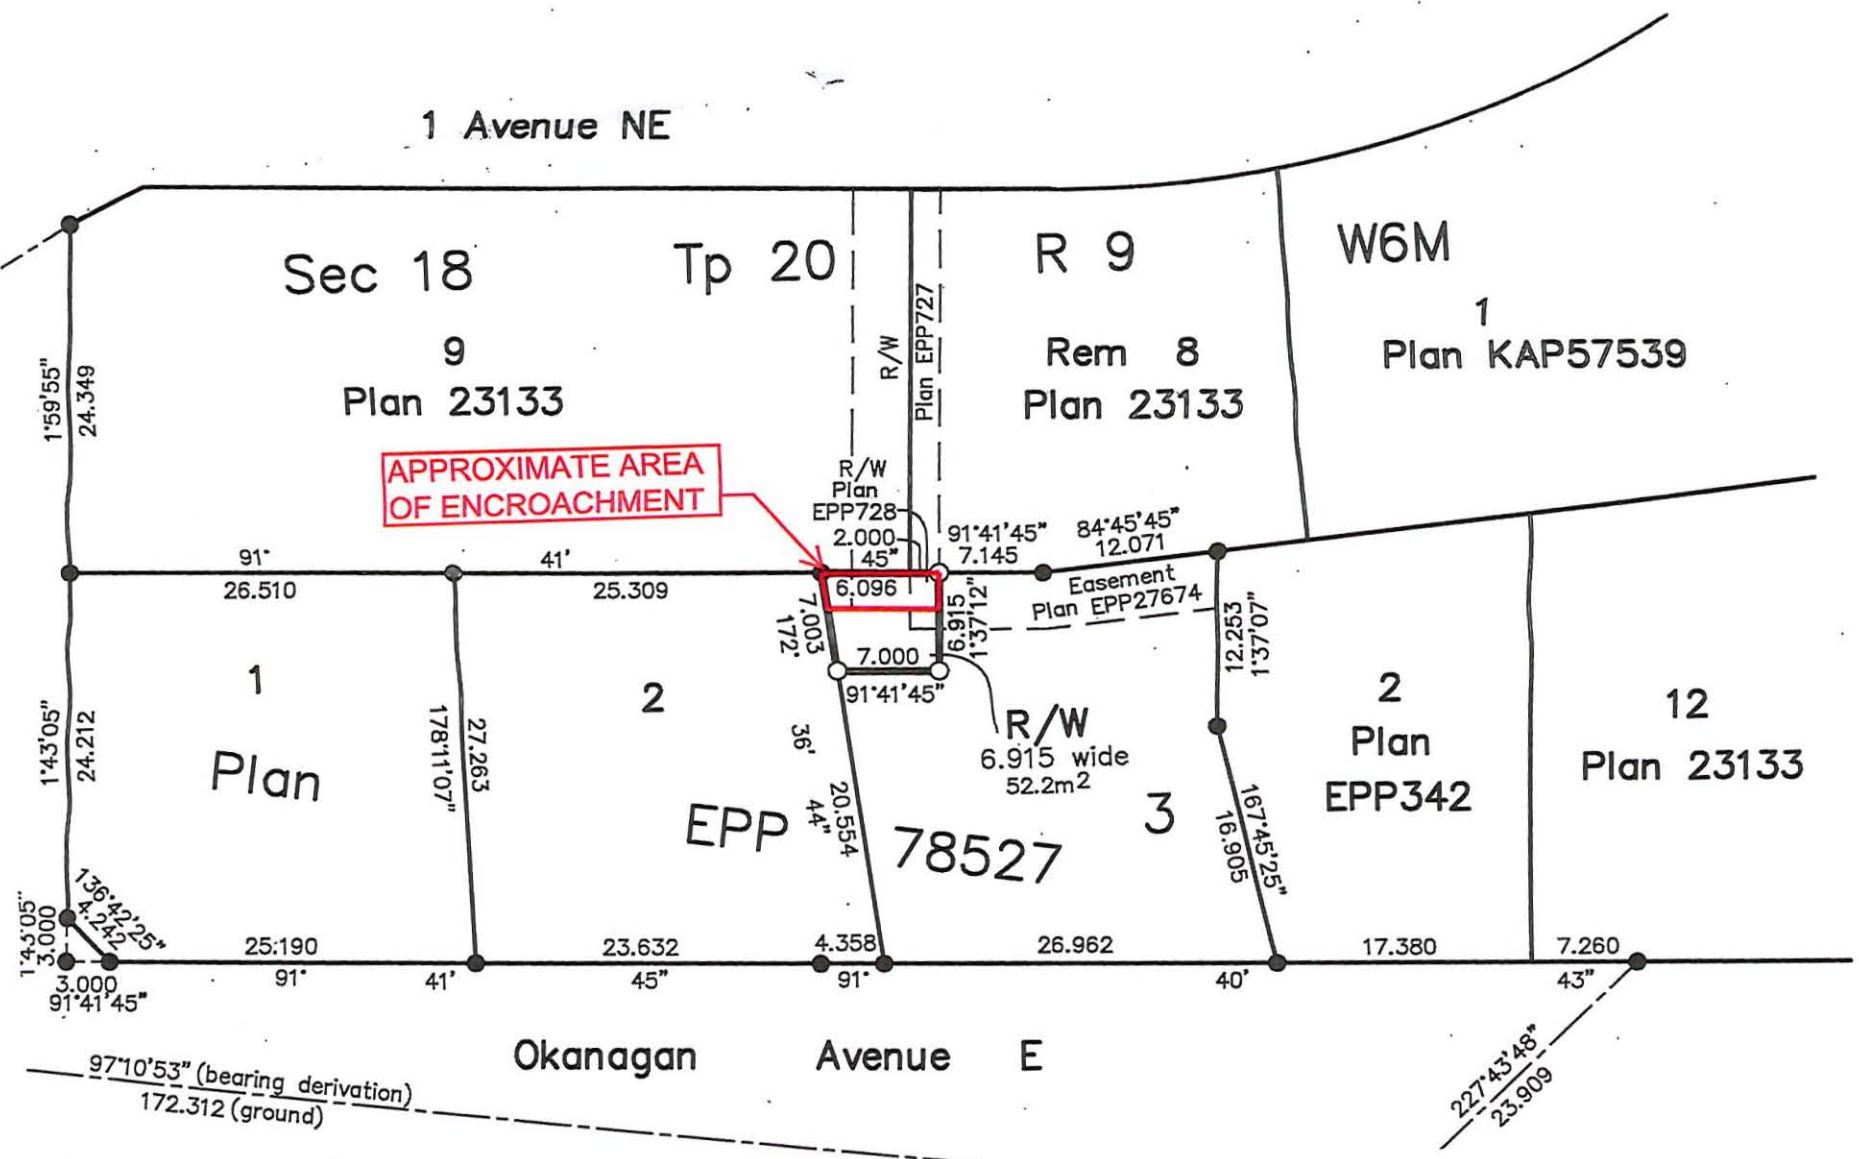 1 Avenue NE
Sec 18
Tp 20
R 9
W6M
9
Plan 23133
R/W
Plan EPP727
Rem 8
Plan 23133
1
Plan KAP57539
1°59'55"
24.349
APPROXIMATE AREA
OF ENCROACHMENT
R/W
Plan
EPP728
2.000
91°41'45"
7.145
84°45'45"
12.071
91°
41'
45"
26.510
25.309
6.096
Easement
Plan EPP27674
7.003
172°
6.915
1°37'12"
7.000
91°41'45"
12.253
1°37'07"
1
Plan
2
EPP
78527
3
R/W
6.915 wide
52.2m²
2
Plan
EPP342
12
Plan 23133
1°43'05"
24.212
178°11'07"
27.263
36'
44"
20.554
167°45'25"
16.905
136°42'25"
4.242
1°43'05"
3.000
3.000
91°41'45"
25.190
23.632
4.358
26.962
17.380
7.260
91°
41'
45"
91°
40'
43"
Okanagan Avenue E
97°10'53" (bearing derivation)
172.312 (ground)
227°43'48"
23.909